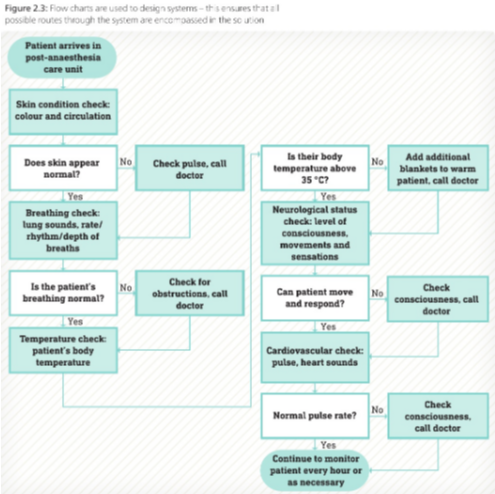 Figure 2.3: Flow charts are used to design systems – this ensures that all
possible routes through the system are encompassed in the solution
Patient arrives in
post-anaesthesia
care unit
Skin condition check:
colour and circulation
Does skin appear
normal?
No
Check pulse, call
doctor
Yes
Breathing check:
lung sounds, rate/
rhythm/depth of
breaths
Is the patient's
breathing normal?
No
Check for
obstructions, call
doctor
Yes
Temperature check:
patient's body
temperature
Is their body
temperature above
35 °C?
No
Add additional
blankets to warm
patient, call doctor
Yes
Neurological status
check: level of
consciousness,
movements and
sensations
Can patient move
and respond?
No
Check
consciousness, call
doctor
Yes
Cardiovascular check:
pulse, heart sounds
Normal pulse rate?
No
Check
consciousness,
call doctor
Yes
Continue to monitor
patient every hour or
as necessary